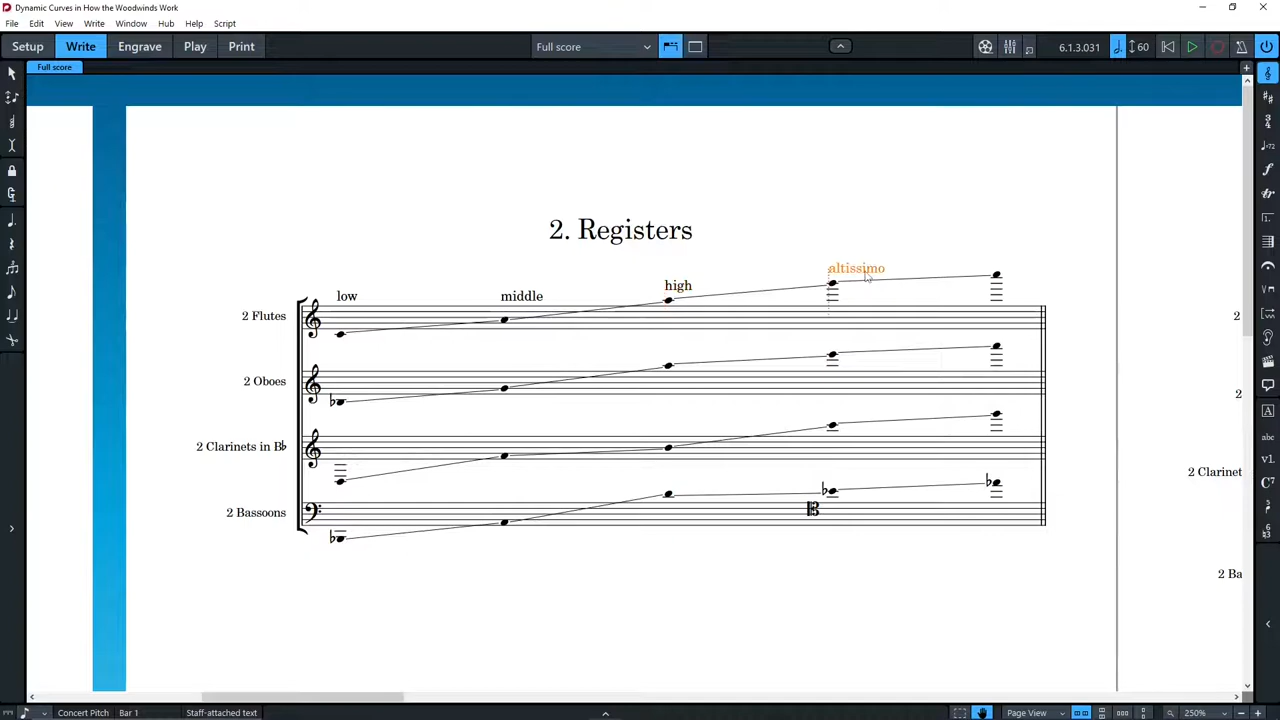 Dynamic Curves in How the Woodwinds Work
File Edit View Write Window Hub Help Script
Setup Write Engrave Play Print
Full score
6.1.3.031
60
Full score
2. Registers
low
middle
high
altissimo
2 Flutes
2 Oboes
2 Clarinets in B♭
2 Bassoons
2
2
2 Clarinet
2 Ba
Concert Pitch Bar 1 Staff-attached text
Page View
250%